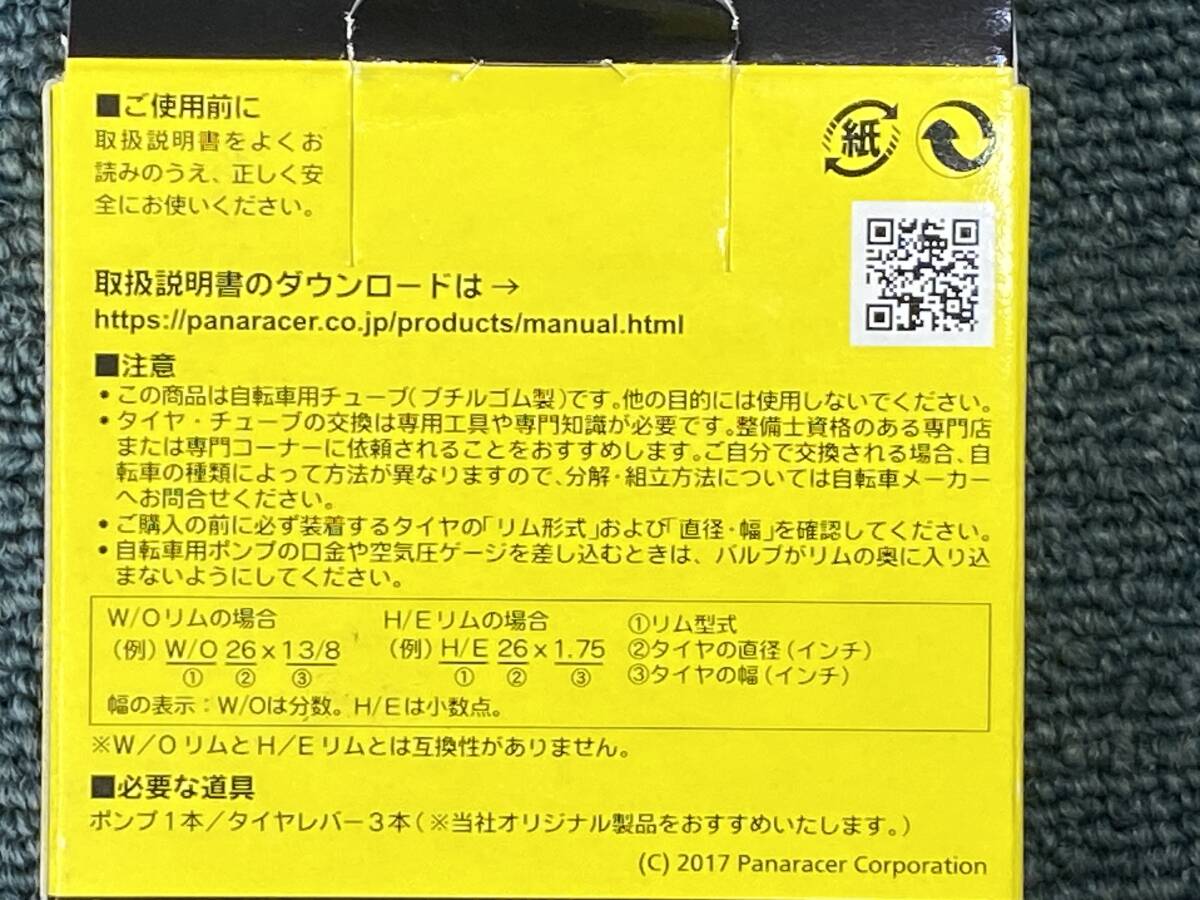 ■ご使用前に
取扱説明書をよくお
読みのうえ、正しく安
全にお使いください。
紙
取扱説明書のダウンロードは→
https://panaracer.co.jp/products/manual.html
■注意
•この商品は自転車用チューブ(ブチルゴム製)です。他の目的には使用しないでください。
•タイヤ・チューブの交換は専用工具や専門知識が必要です。整備士資格のある専門店
または専門コーナーに依頼されることをおすすめします。ご自分で交換される場合、自
転車の種類によって方法が異なりますので、分解・組立方法については自転車メーカー
へお問合せください。
•ご購入の前に必ず装着するタイヤの「リム形式」および「直径・幅」を確認してください。
•自転車用ポンプの口金や空気圧ゲージを差し込むときは、バルブがリムの奥に入り込
まないようにしてください。
W/Oリムの場合 H/Eリムの場合 ①リム型式
(例) W/O 26 x 13/8 (例) H/E 26 x 1.75 ②タイヤの直径(インチ)
① ② ③ ① ② ③ ③タイヤの幅(インチ)
幅の表示:W/Oは分数。H/Eは小数点。
※W/OリムとH/Eリムとは互換性がありません。
■必要な道具
ポンプ1本/タイヤレバー3本(※当社オリジナル製品をおすすめいたします。)
(C) 2017 Panaracer Corporation